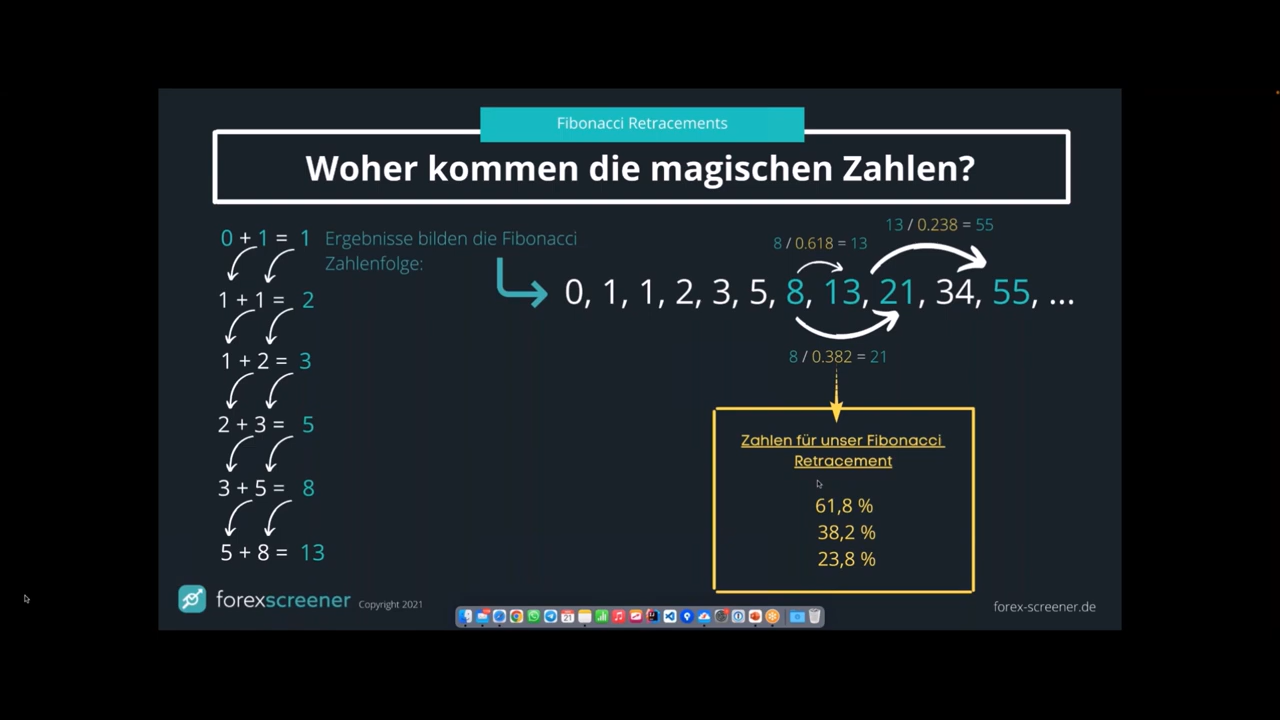 Fibonacci Retracements
Woher kommen die magischen Zahlen?
0 + 1 = 1
1 + 1 = 2
1 + 2 = 3
2 + 3 = 5
3 + 5 = 8
5 + 8 = 13
Ergebnisse bilden die Fibonacci
Zahlenfolge:
13 / 0.238 = 55
8 / 0.618 = 13
0, 1, 1, 2, 3, 5, 8, 13, 21, 34, 55, ...
8 / 0.382 = 21
Zahlen für unser Fibonacci
Retracement
61,8 %
38,2 %
23,8 %
forexscreener Copyright 2021
21
forex-screener.de